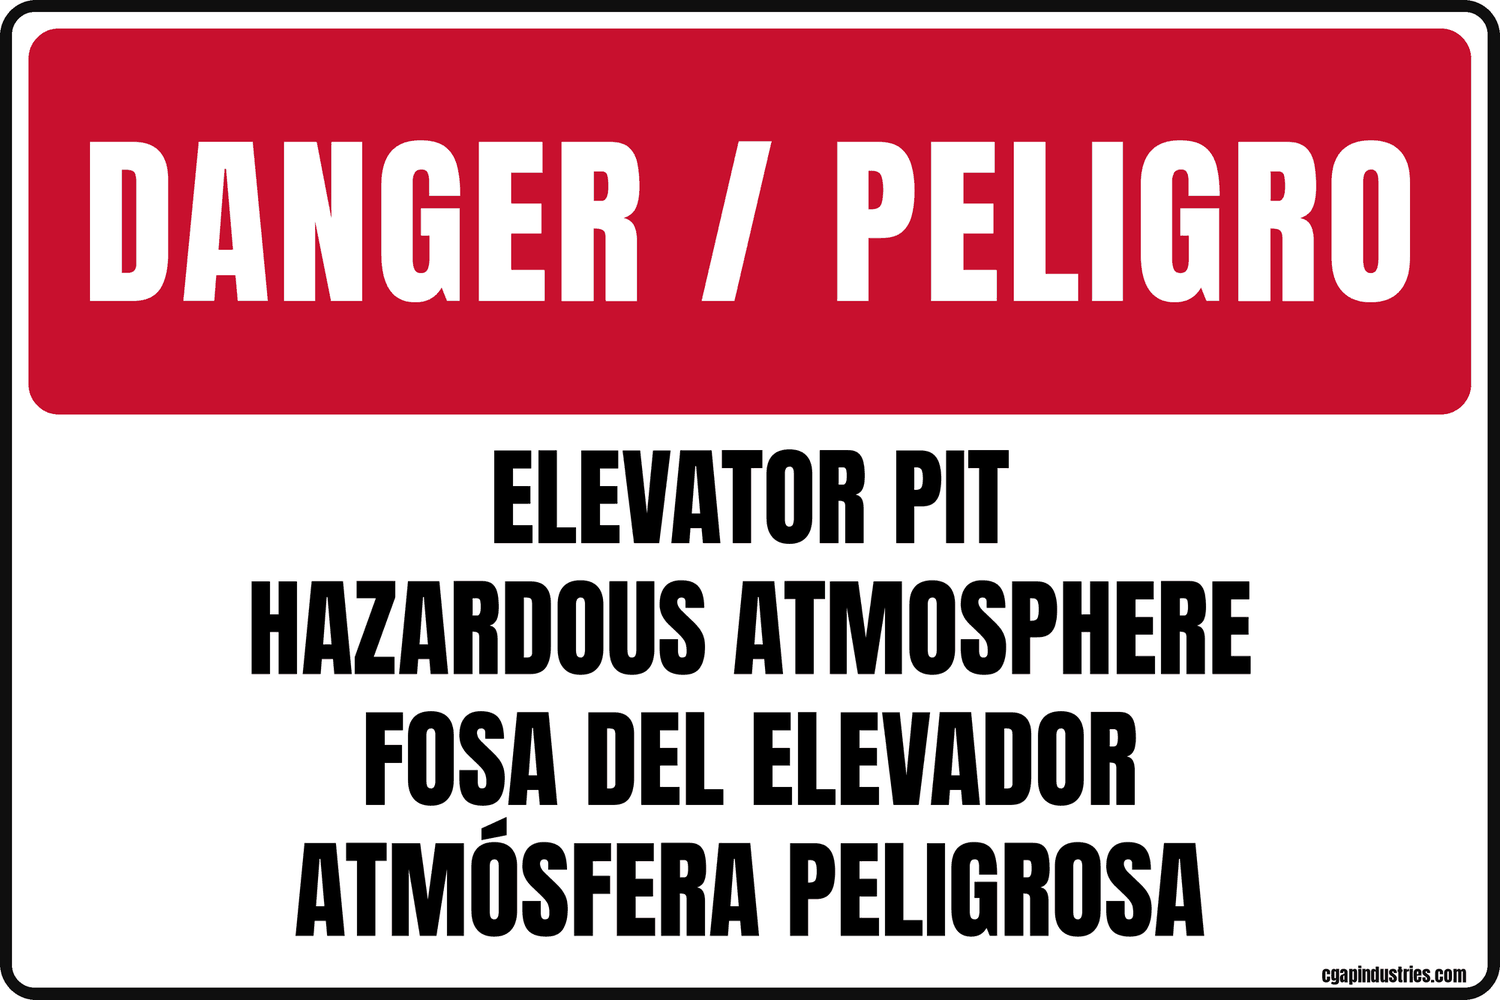 DANGER / PELIGRO
ELEVATOR PIT
HAZARDOUS ATMOSPHERE
FOSA DEL ELEVADOR
ATMÓSFERA PELIGROSA
cgapindustries.com